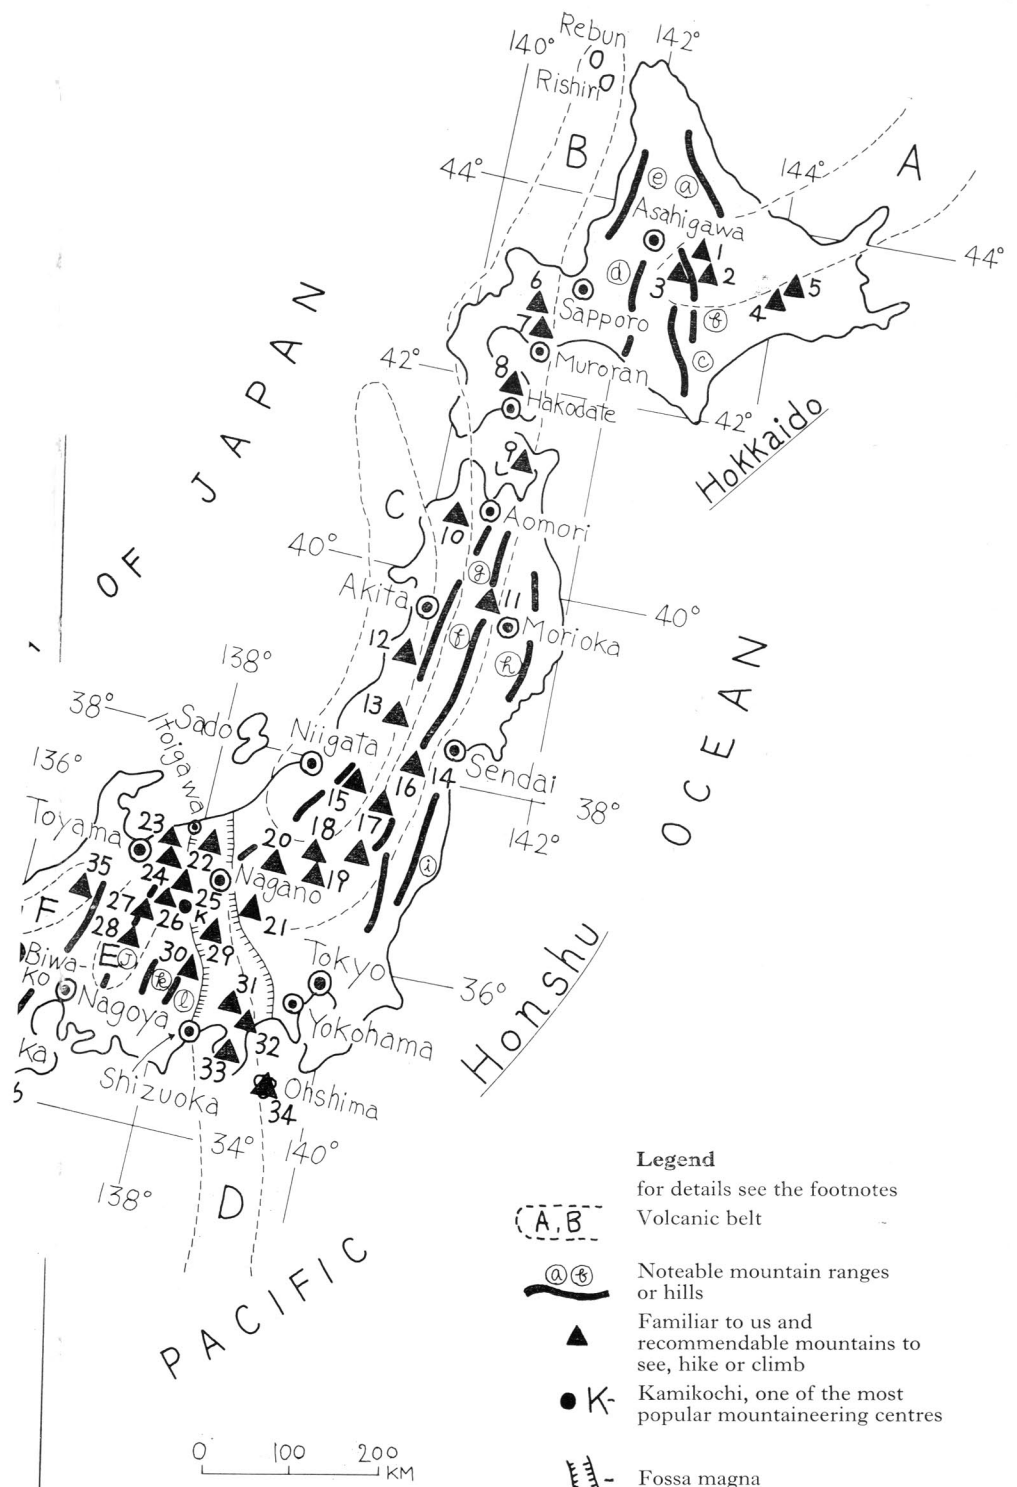 Rebun
140° 142°
Rishiri
B
A
44°
144°
e a
Asahigawa
1
44°
d
3 2
5
6
4
Sapporo
b
7
42°
Muroran
c
8
Hakodate
42°
Hokkaido
9
C
10
Aomori
40°
g
Akita
11
40°
f
Morioka
12
h
138°
13
38°
Itoigawa
Sado
Niigata
136°
Sendai
16 14
15
38°
Toyama
23
18 17
142°
20
22
i
35
24
Nagano
19
F
27
25
K
26
21
28
29
E J
30
Tokyo
Biwa-
ko
k
31
36°
Nagoya
l
Yokohama
32
ka
33
Shizuoka
Ohshima
34
34°
140°
138°
D
OF JAPAN
PACIFIC
OCEAN
Honshu
Legend
for details see the footnotes
A, B Volcanic belt
a b Noteable mountain ranges
or hills
Familiar to us and
recommendable mountains to
see, hike or climb
K- Kamikochi, one of the most
popular mountaineering centres
Fossa magna
0 100 200
KM